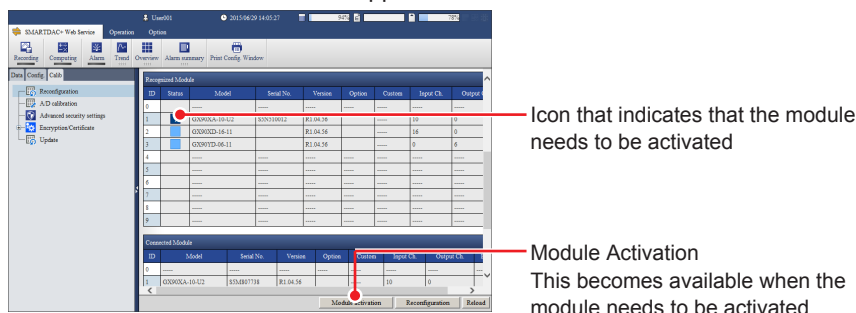 User001 2015/06/29 14:05:27 94% 78%
SMARTDAC+ Web Service Operation Option
Recording Computing Alarm Trend Overview Alarm summary Print Config. Window
Data Config. Calib
Reconfiguration
A/D calibration
Advanced security settings
Encryption/Certificate
Update
Recognized Module
ID Status Model Serial No. Version Option Custom Input Ch. Output
0 ----- ----- ----- ----- ----- -----
1 GX90XA-10-U2 S5N510012 R1.04.56 ----- 10 0
2 GX90XD-16-11 R1.04.56 ----- 16 0
3 GX90YD-06-11 R1.04.56 ----- 0 6
4 ----- ----- ----- ----- ----- ----- -----
5 ----- ----- ----- ----- ----- ----- -----
6 ----- ----- ----- ----- ----- ----- -----
7 ----- ----- ----- ----- ----- ----- -----
8 ----- ----- ----- ----- ----- ----- -----
9 ----- ----- ----- ----- ----- ----- -----
Connected Module
ID Model Serial No. Version Option Custom Input Ch. Output Ch.
0 ----- ----- ----- ----- ----- ----- -----
1 GX90XA-10-U2 S5M807738 R1.04.56 10 0
Module activation Reconfiguration Reload
Icon that indicates that the module
needs to be activated
Module Activation
This becomes available when the
module needs to be activated